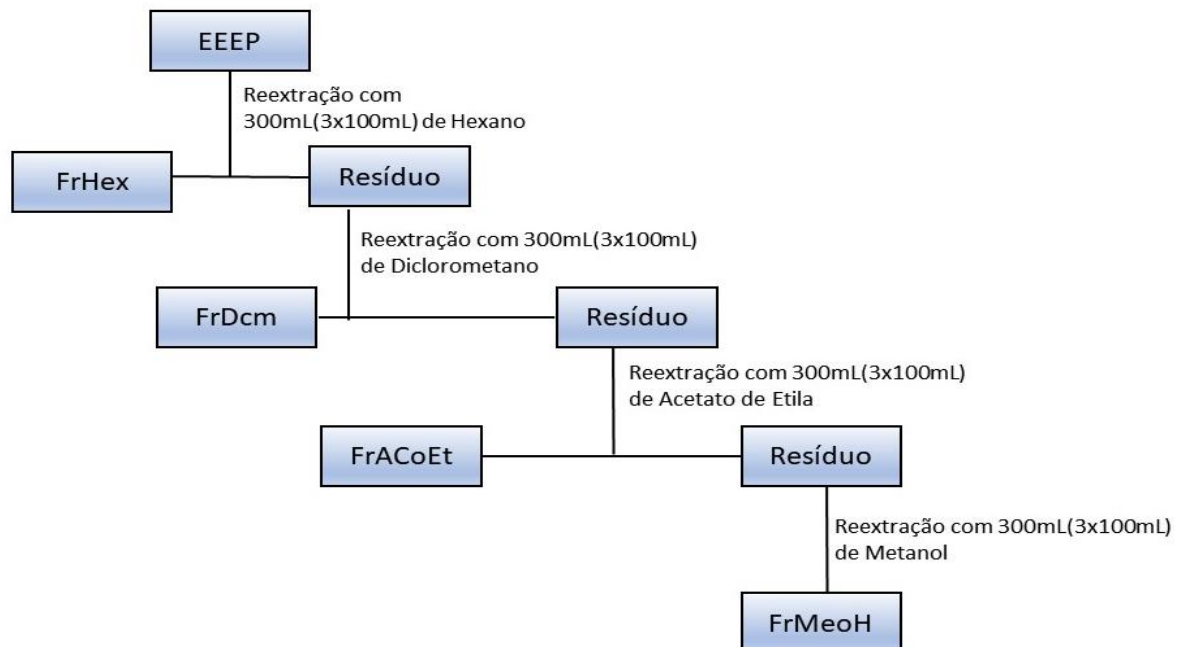 EEEP
Reextração com
300mL(3x100mL) de Hexano
FrHex
Resíduo
Reextração com 300mL(3x100mL)
de Diclorometano
FrDcm
Resíduo
Reextração com 300mL(3x100mL)
de Acetato de Etila
FrACoEt
Resíduo
Reextração com 300mL(3x100mL)
de Metanol
FrMeoH